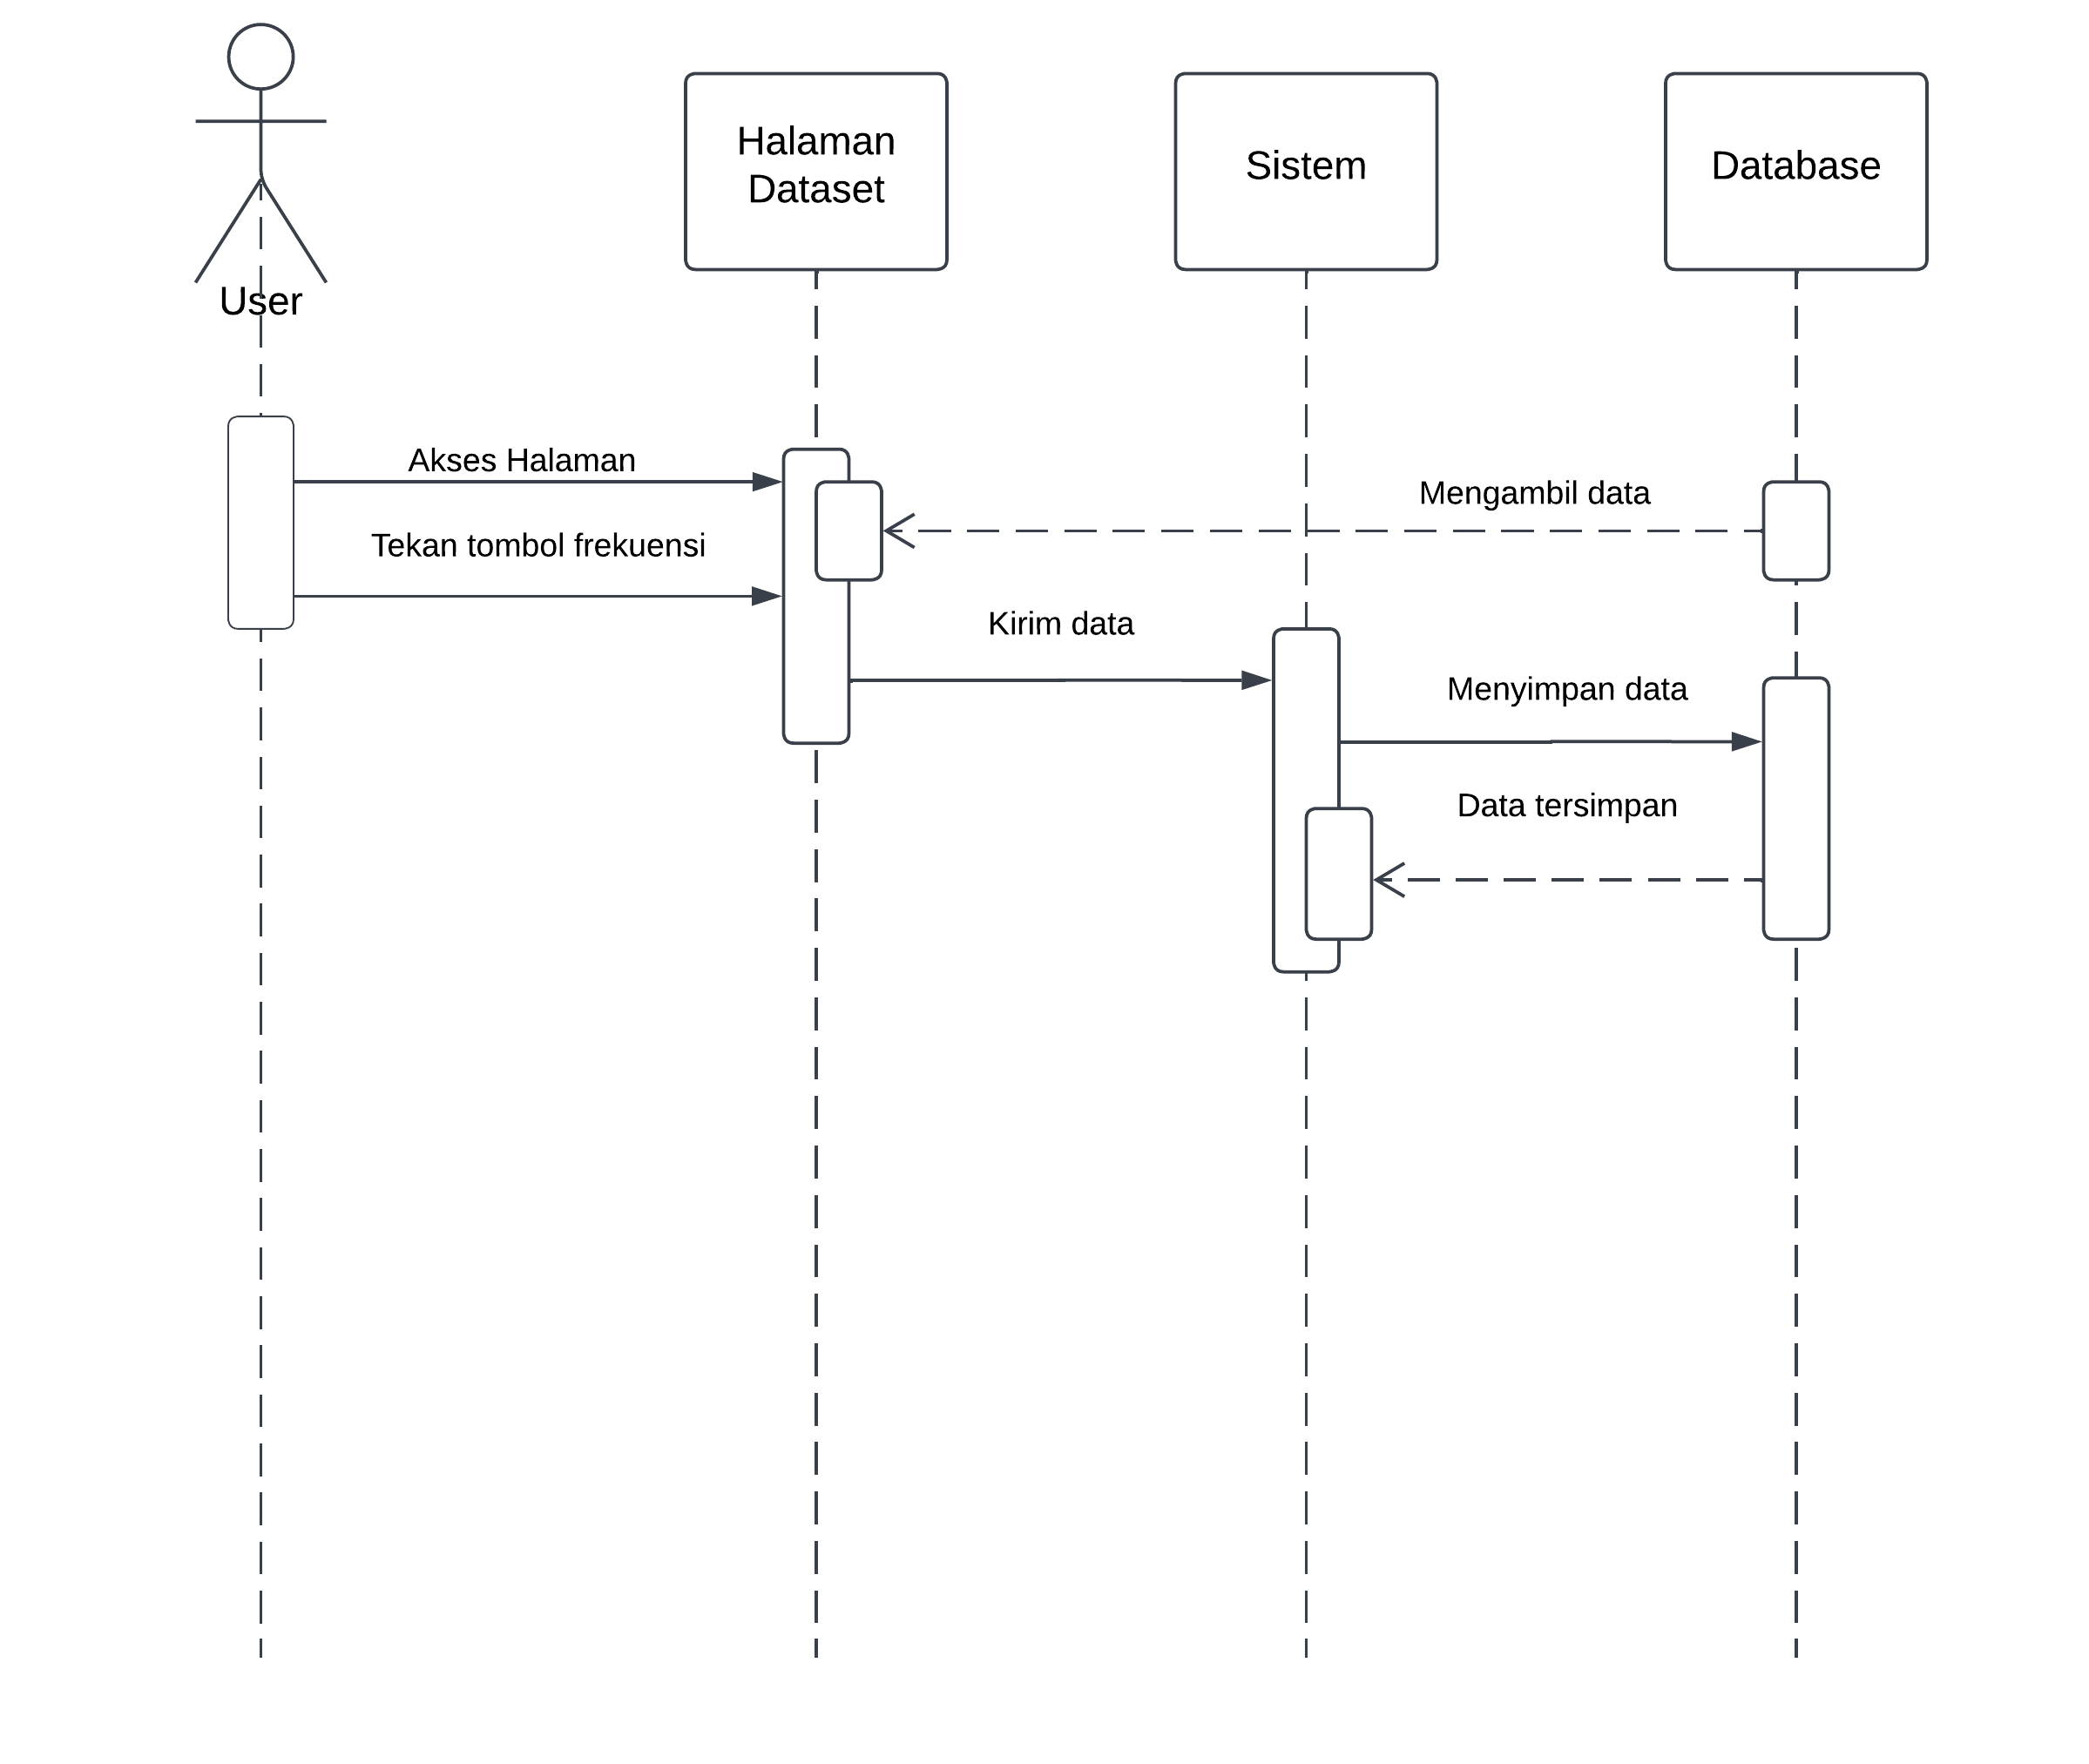 Halaman
Dataset
Sistem
Database
User
Akses Halaman
Mengambil data
Tekan tombol frekuensi
Kirim data
Menyimpan data
Data tersimpan